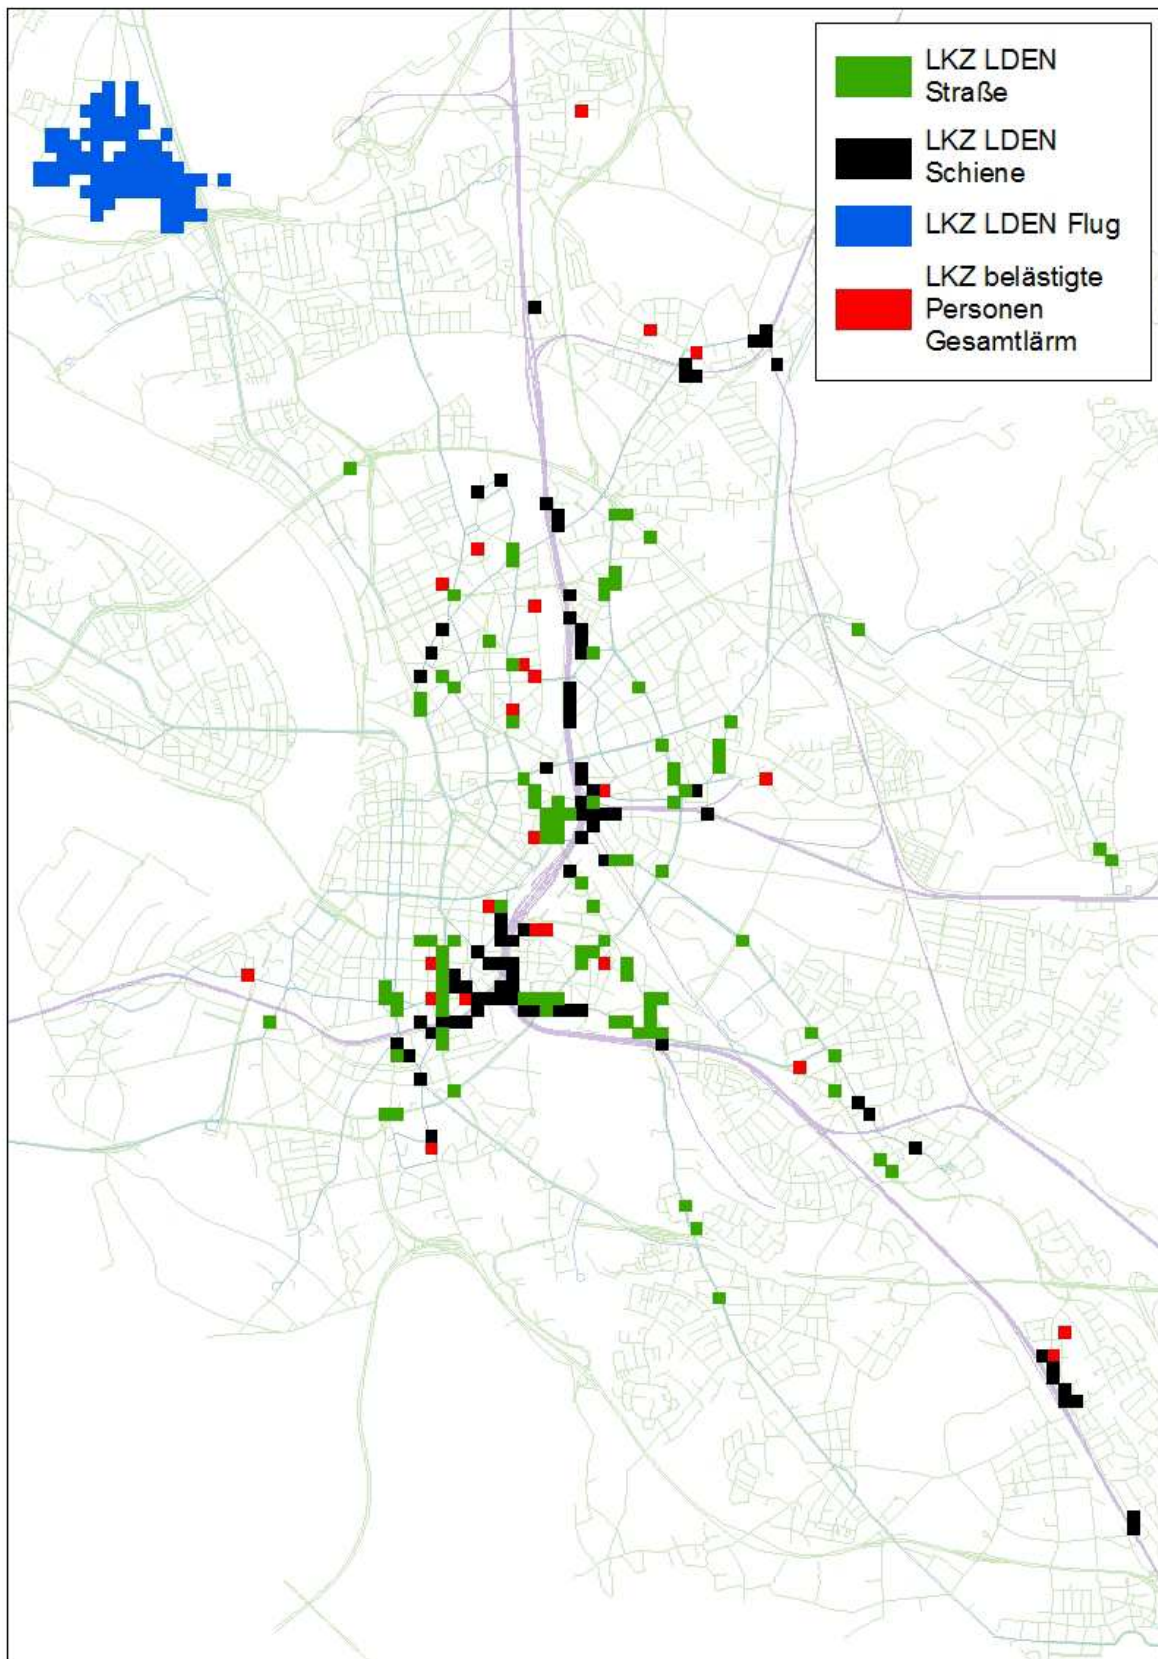 LKZ LDEN
Straße
LKZ LDEN
Schiene
LKZ LDEN Flug
LKZ belästigte
Personen
Gesamtlärm